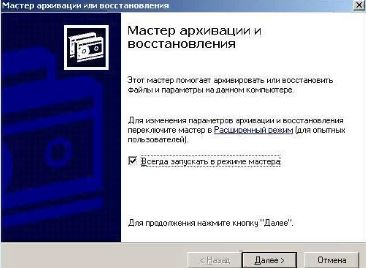 Мастер архивации или восстановления
Мастер архивации и
восстановления
Этот мастер помогает архивировать или восстановить
файлы и параметры на данном компьютере.
Для изменения параметров архивации и восстановления
переключите мастер в Расширенный режим (для опытных
пользователей).
Всегда запускать в режиме мастера
Для продолжения нажмите кнопку "Далее".
< Назад Далее > Отмена